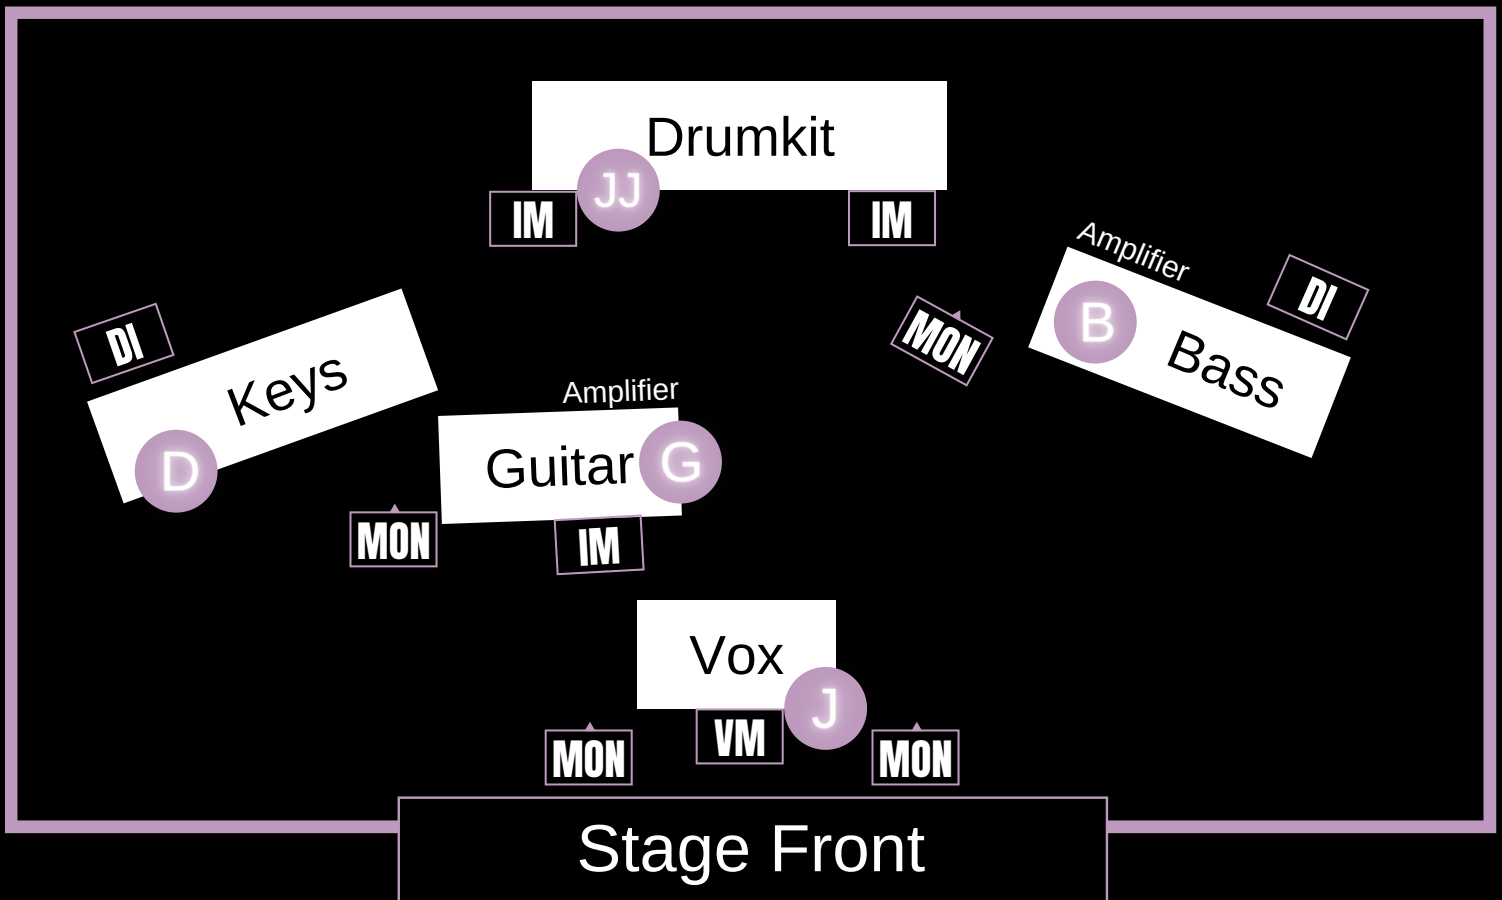 Drumkit
JJ
IM
IM
Amplifier
B
Bass
DI
MON
DI
Keys
D
Amplifier
Guitar
G
MON
IM
Vox
J
MON
VM
MON
Stage Front